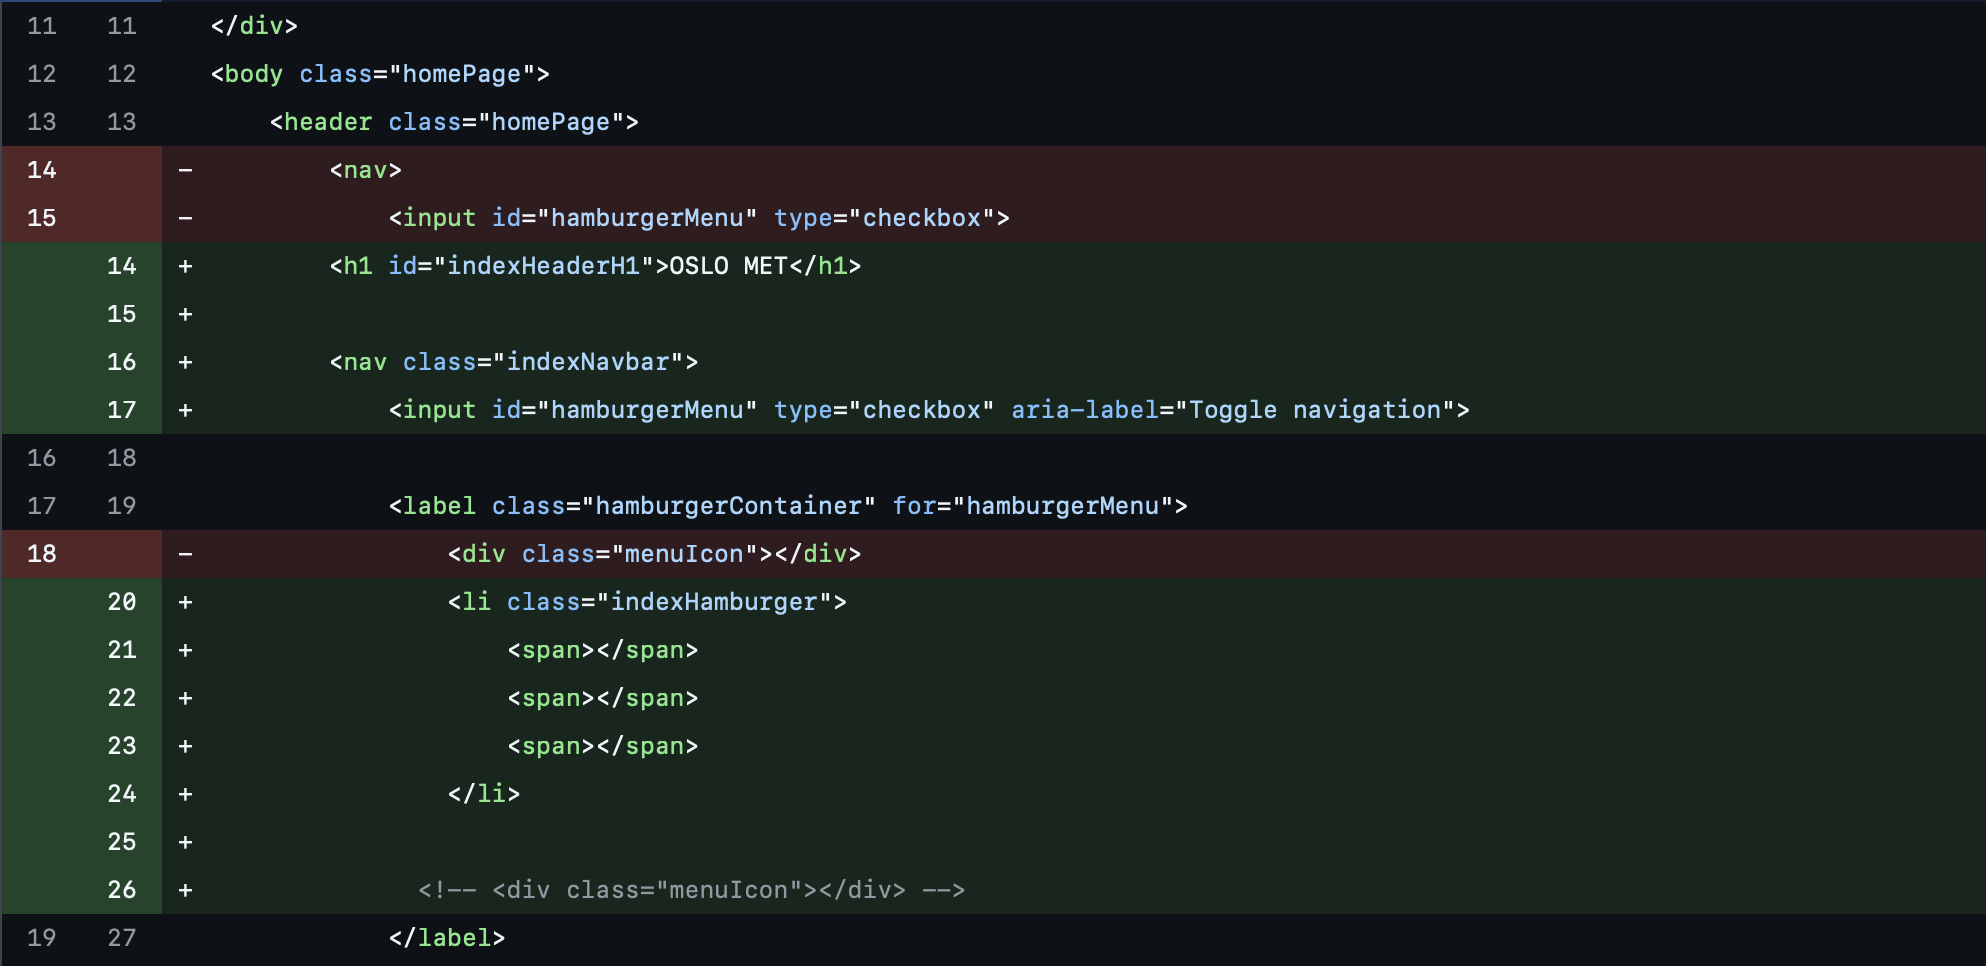 11 11 </div>
12 12 <body class="homePage">
13 13 <header class="homePage">
14 - <nav>
15 - <input id="hamburgerMenu" type="checkbox">
14 + <h1 id="indexHeaderH1">OSLO MET</h1>
15 +
16 + <nav class="indexNavbar">
17 + <input id="hamburgerMenu" type="checkbox" aria-label="Toggle navigation">
16 18
17 19 <label class="hamburgerContainer" for="hamburgerMenu">
18 - <div class="menuIcon"></div>
20 + <li class="indexHamburger">
21 + <span></span>
22 + <span></span>
23 + <span></span>
24 + </li>
25 +
26 + <!-- <div class="menuIcon"></div> -->
19 27 </label>